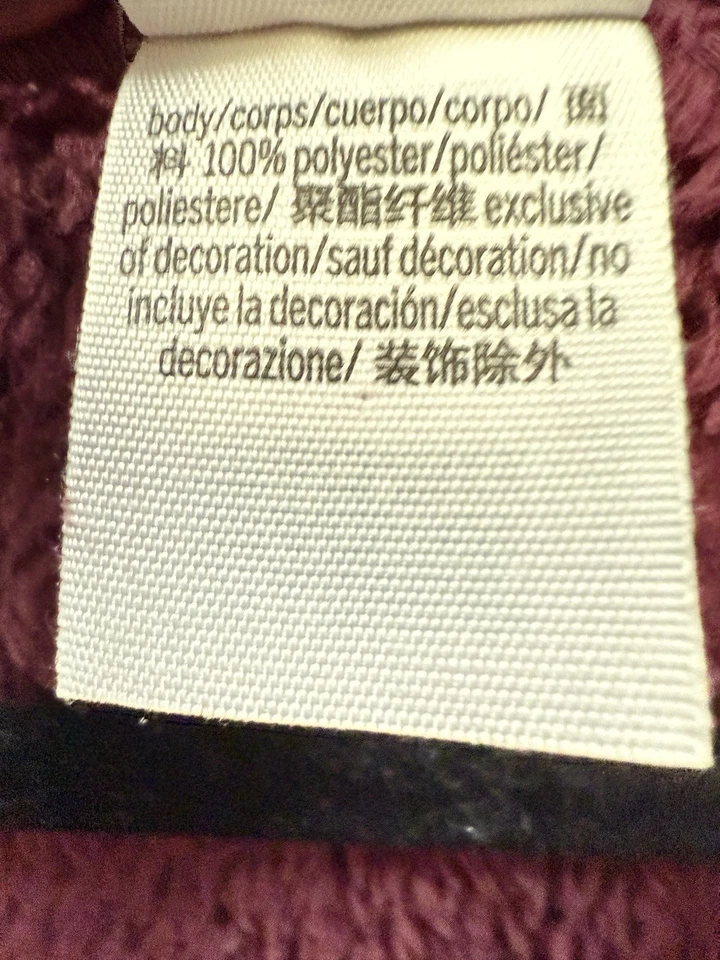 body/corps/cuerpo/corpo/ 面
料 100% polyester/poliéster/
poliestere/ 聚酯纤维 exclusive
of decoration/sauf décoration/no
incluye la decoración/esclusa la
decorazione/ 装饰除外